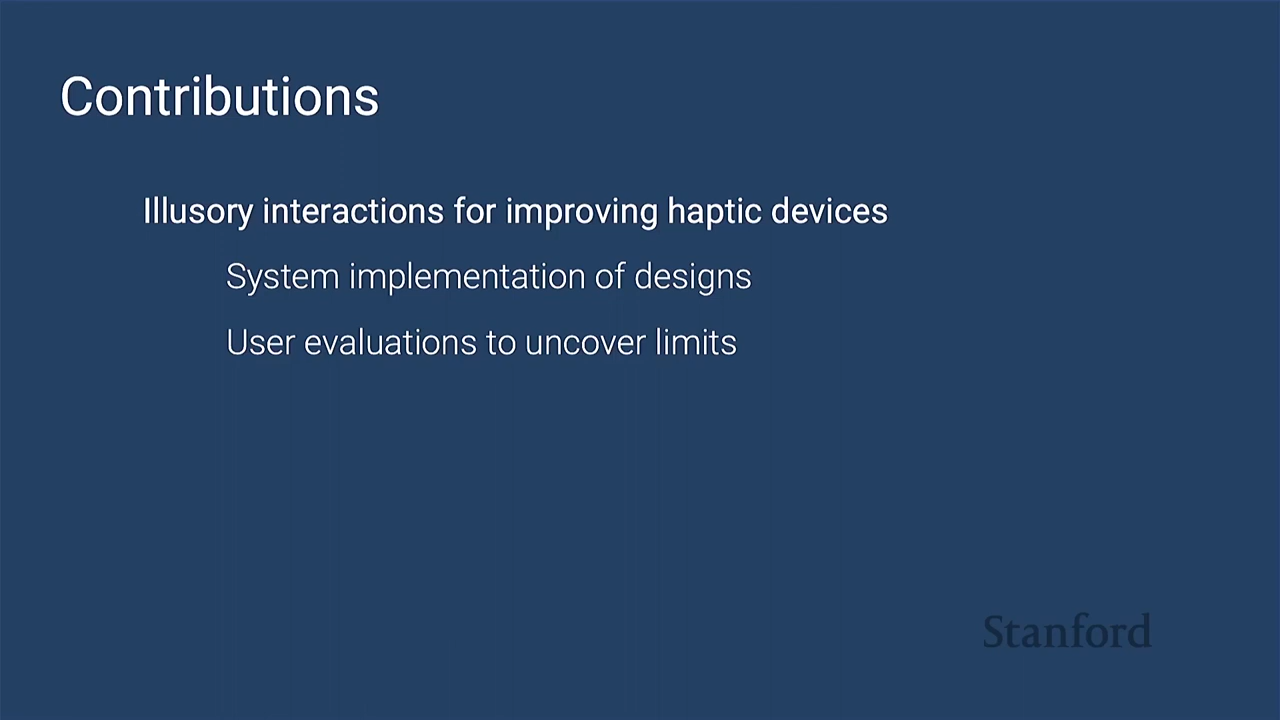 Contributions
Illusory interactions for improving haptic devices
System implementation of designs
User evaluations to uncover limits
Stanford